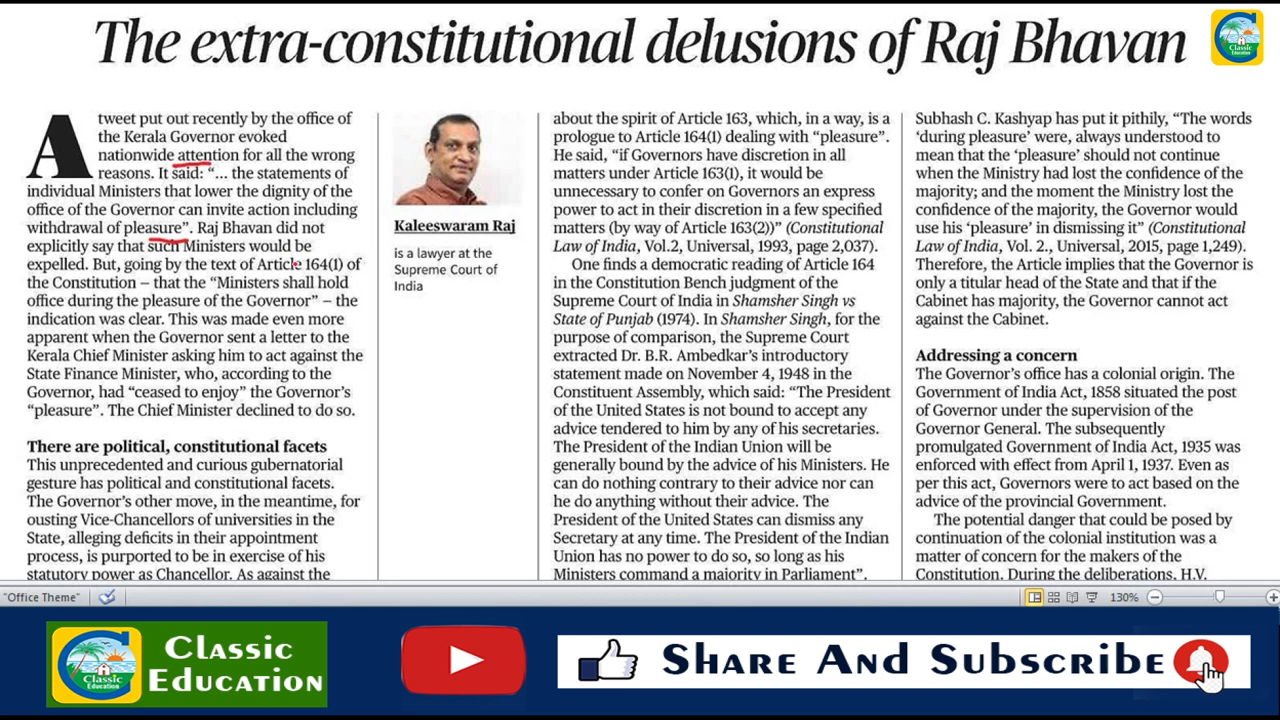 The extra-constitutional delusions of Raj Bhavan
Classic
Education
A tweet put out recently by the office of
the Kerala Governor evoked
nationwide attention for all the wrong
reasons. It said: “... the statements of
individual Ministers that lower the dignity of the
office of the Governor can invite action including
withdrawal of pleasure”. Raj Bhavan did not
explicitly say that such Ministers would be
expelled. But, going by the text of Article 164(1) of
the Constitution — that the “Ministers shall hold
office during the pleasure of the Governor” — the
indication was clear. This was made even more
apparent when the Governor sent a letter to the
Kerala Chief Minister asking him to act against the
State Finance Minister, who, according to the
Governor, had “ceased to enjoy” the Governor’s
“pleasure”. The Chief Minister declined to do so.
There are political, constitutional facets
This unprecedented and curious gubernatorial
gesture has political and constitutional facets.
The Governor’s other move, in the meantime, for
ousting Vice-Chancellors of universities in the
State, alleging deficits in their appointment
process, is purported to be in exercise of his
statutory power as Chancellor. As against the
Kaleeswaram Raj
is a lawyer at the
Supreme Court of
India
about the spirit of Article 163, which, in a way, is a
prologue to Article 164(1) dealing with “pleasure”.
He said, “if Governors have discretion in all
matters under Article 163(1), it would be
unnecessary to confer on Governors an express
power to act in their discretion in a few specified
matters (by way of Article 163(2))” (Constitutional
Law of India, Vol.2, Universal, 1993, page 2,037).
One finds a democratic reading of Article 164
in the Constitution Bench judgment of the
Supreme Court of India in Shamsher Singh vs
State of Punjab (1974). In Shamsher Singh, for the
purpose of comparison, the Supreme Court
extracted Dr. B.R. Ambedkar’s introductory
statement made on November 4, 1948 in the
Constituent Assembly, which said: “The President
of the United States is not bound to accept any
advice tendered to him by any of his secretaries.
The President of the Indian Union will be
generally bound by the advice of his Ministers. He
can do nothing contrary to their advice nor can
he do anything without their advice. The
President of the United States can dismiss any
Secretary at any time. The President of the Indian
Union has no power to do so, so long as his
Ministers command a majority in Parliament”.
Subhash C. Kashyap has put it pithily, “The words
‘during pleasure’ were, always understood to
mean that the ‘pleasure’ should not continue
when the Ministry had lost the confidence of the
majority; and the moment the Ministry lost the
confidence of the majority, the Governor would
use his ‘pleasure’ in dismissing it” (Constitutional
Law of India, Vol. 2., Universal, 2015, page 1,249).
Therefore, the Article implies that the Governor is
only a titular head of the State and that if the
Cabinet has majority, the Governor cannot act
against the Cabinet.
Addressing a concern
The Governor’s office has a colonial origin. The
Government of India Act, 1858 situated the post
of Governor under the supervision of the
Governor General. The subsequently
promulgated Government of India Act, 1935 was
enforced with effect from April 1, 1937. Even as
per this act, Governors were to act based on the
advice of the provincial Government.
The potential danger that could be posed by
continuation of the colonial institution was a
matter of concern for the makers of the
Constitution. During the deliberations, H.V.
"Office Theme"
130%
Classic
Education
Classic
Education
Share And Subscribe